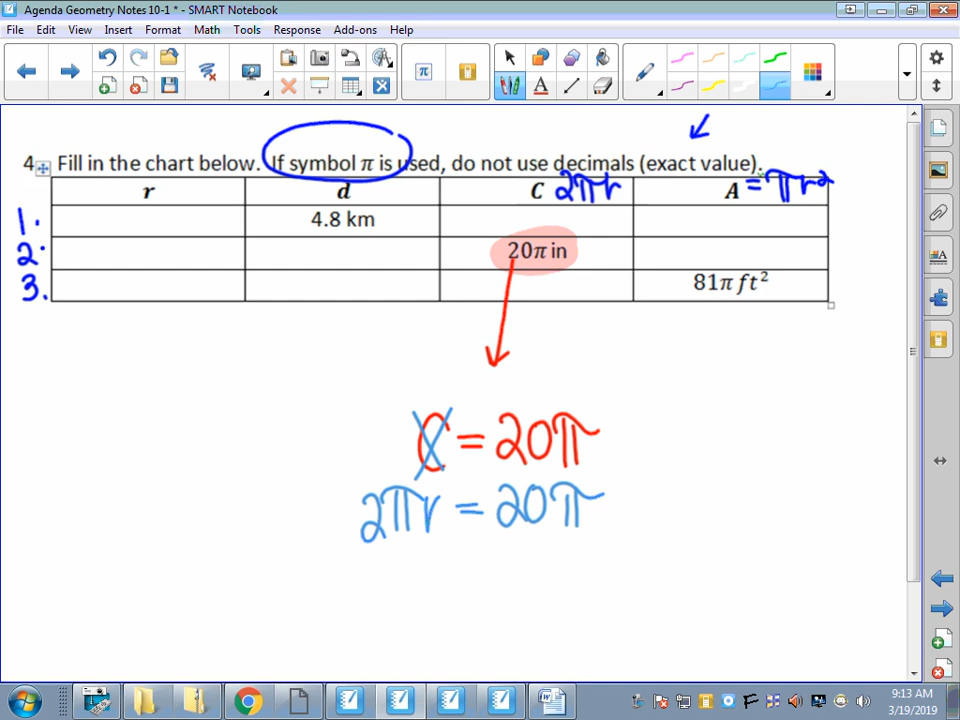 Agenda Geometry Notes 10-1 * - SMART Notebook
File Edit View Insert Format Math Tools Response Add-ons Help
π A
4. Fill in the chart below. If symbol π is used, do not use decimals (exact value).
r d C 2πr A = πr²
1. 4.8 km
2. 20π in
3. 81π ft²
C = 20π
2πr = 20π
9:13 AM
3/19/2019